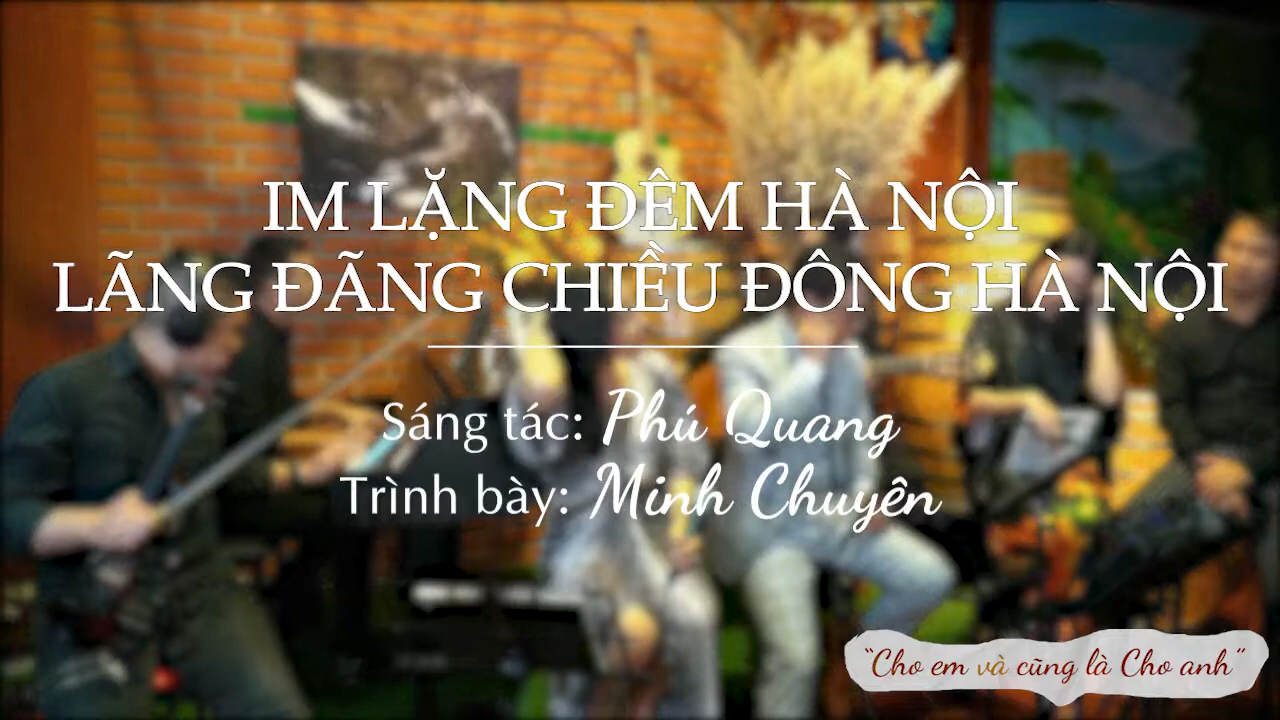 IM LẶNG ĐÊM HÀ NỘI
LÃNG ĐÃNG CHIỀU ĐÔNG HÀ NỘI
Sáng tác: Phú Quang
Trình bày: Minh Chuyên
"Cho em và cũng là Cho anh"